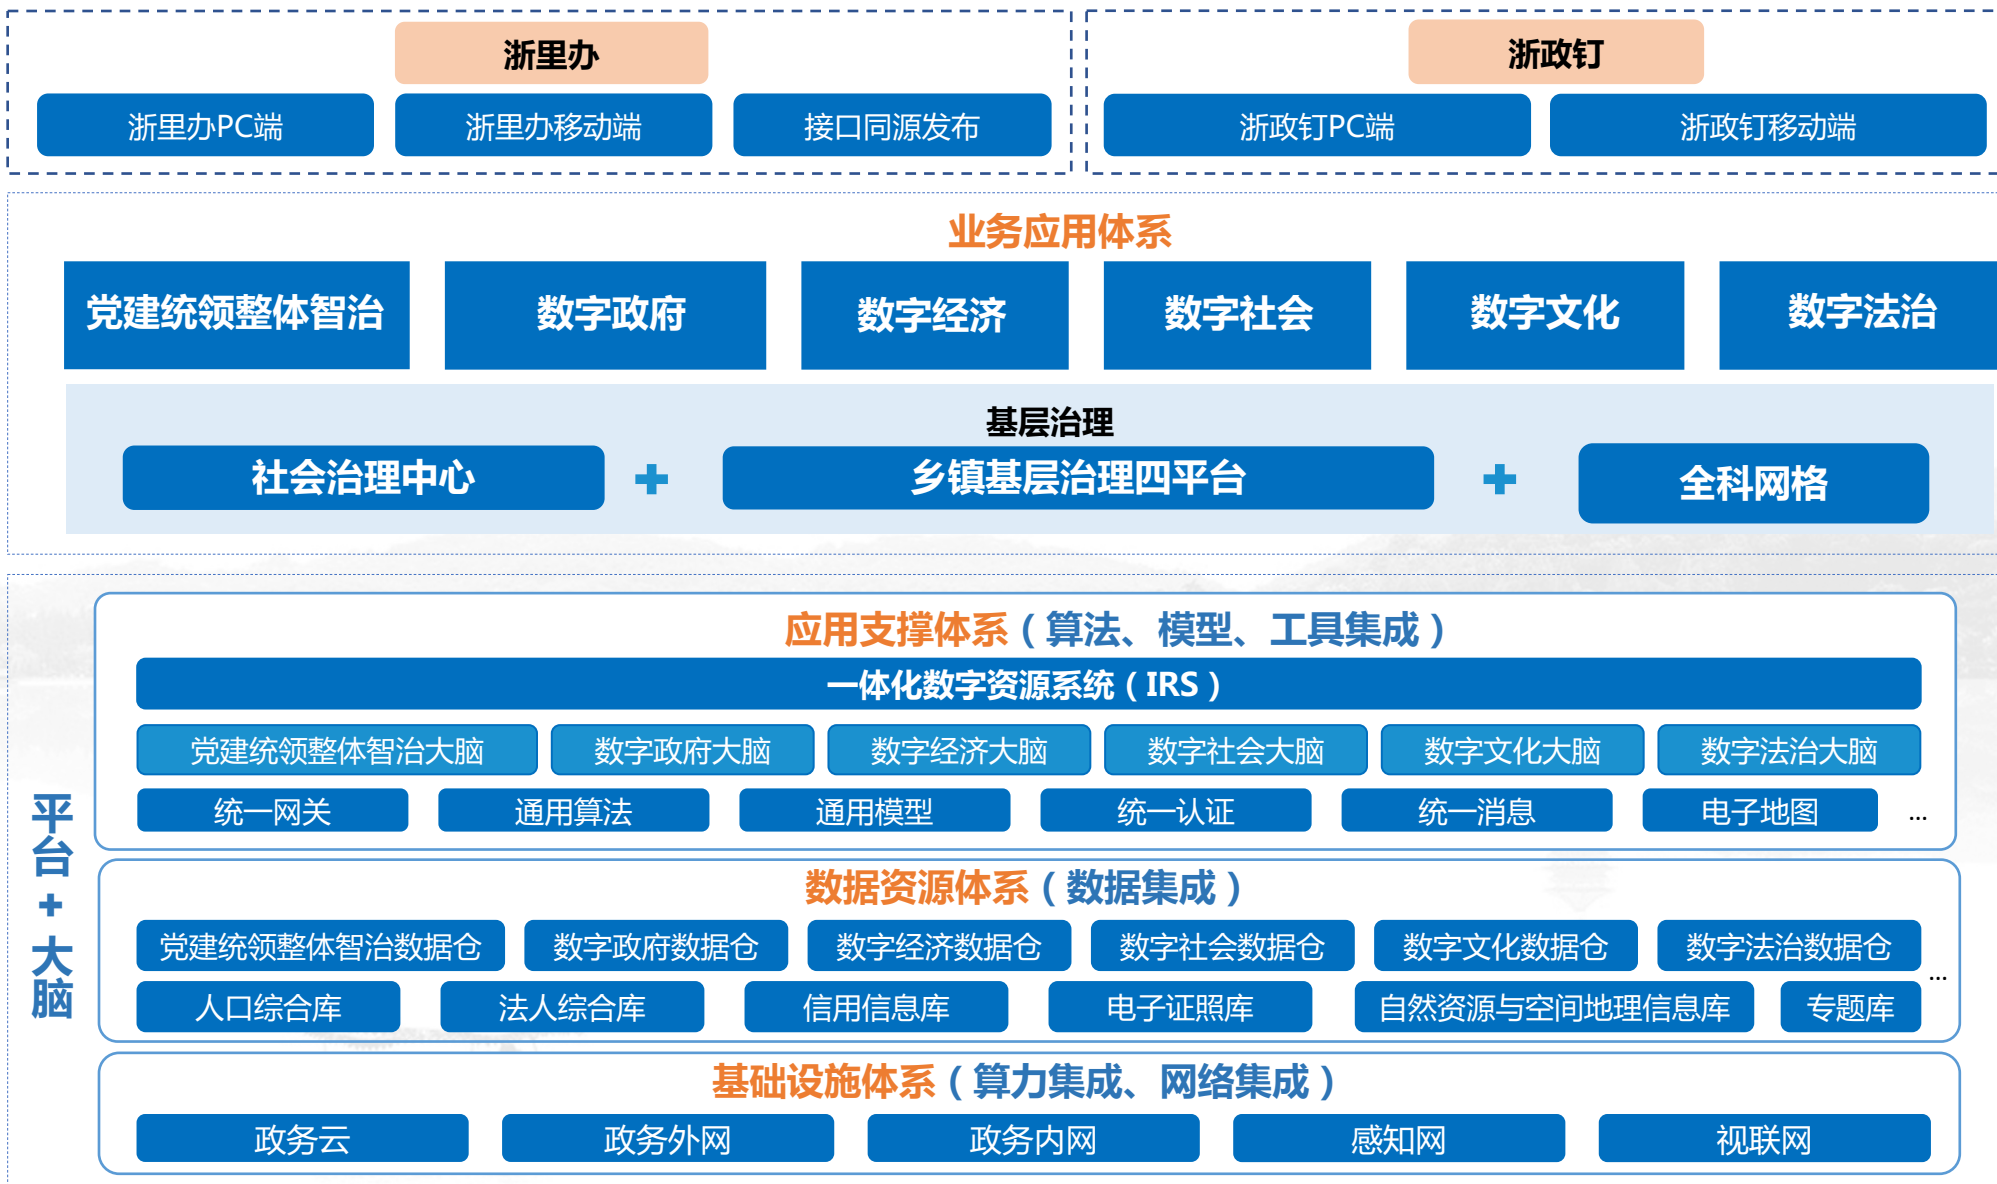 浙里办
浙里办PC端
浙里办移动端
接口同源发布
浙政钉
浙政钉PC端
浙政钉移动端
业务应用体系
党建统领整体智治
数字政府
数字经济
数字社会
数字文化
数字法治
基层治理
社会治理中心
+
乡镇基层治理四平台
+
全科网格
平台+大脑
应用支撑体系（算法、模型、工具集成）
一体化数字资源系统（IRS）
党建统领整体智治大脑
数字政府大脑
数字经济大脑
数字社会大脑
数字文化大脑
数字法治大脑
统一网关
通用算法
通用模型
统一认证
统一消息
电子地图
...
数据资源体系（数据集成）
党建统领整体智治数据仓
数字政府数据仓
数字经济数据仓
数字社会数据仓
数字文化数据仓
数字法治数据仓
...
人口综合库
法人综合库
信用信息库
电子证照库
自然资源与空间地理信息库
专题库
基础设施体系（算力集成、网络集成）
政务云
政务外网
政务内网
感知网
视联网